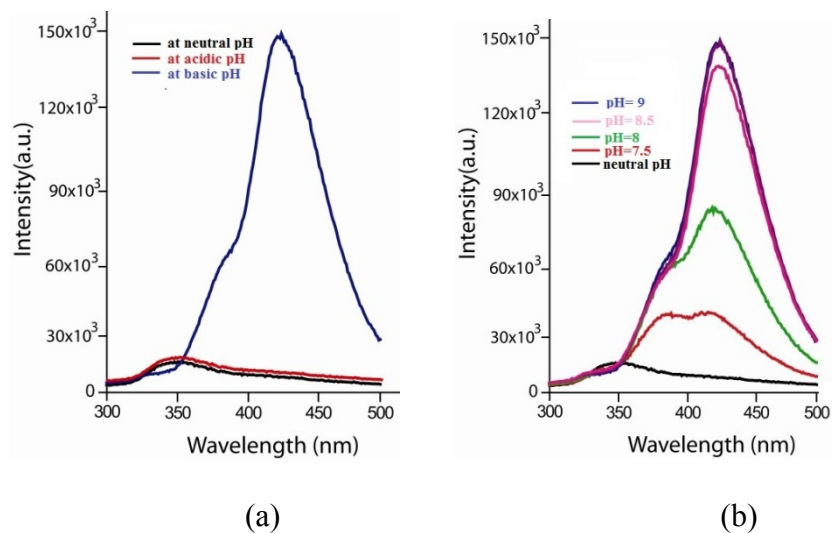 150x10³
120x10³
90x10³
60x10³
30x10³
0
Intensity(a.u.)
at neutral pH
at acidic pH
at basic pH
300 350 400 450 500
Wavelength (nm)
(a)
150x10³
120x10³
90x10³
60x10³
30x10³
0
Intensity(a.u.)
pH= 9
pH= 8.5
pH=8
pH=7.5
neutral pH
300 350 400 450 500
Wavelength (nm)
(b)